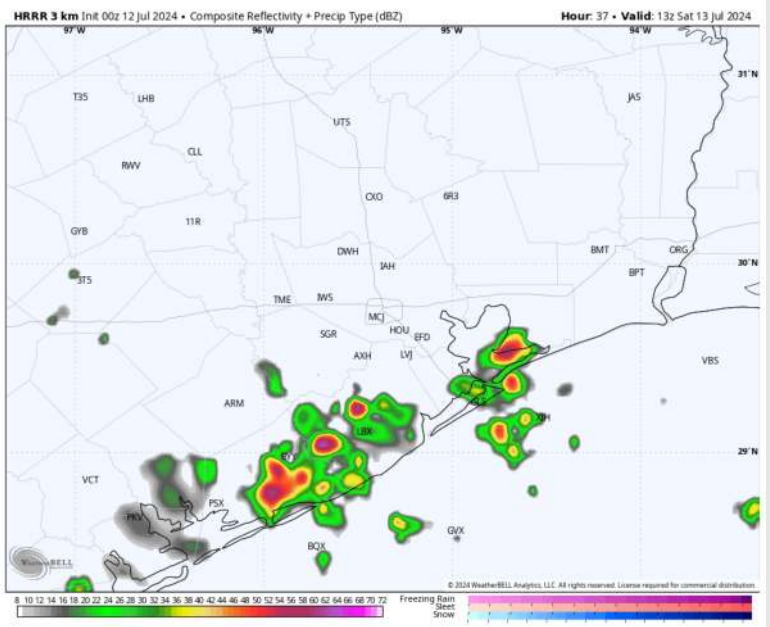 HRRR 3 km Init 00z 12 Jul 2024 • Composite Reflectivity + Precip Type (dBZ) Hour: 37 • Valid: 13z Sat 13 Jul 2024
97°W 96°W 95°W 94°W
31°N
T35 LHB JAS
UTS
CLL
RWV
CXO 6R3
11R
GYB
DWH BMT ORG
IAH
30°N
BPT
3T5
TME IWS
MCJ
SGR HOU EFD
AXH LVJ
VBS
ARM
LBX
29°N
VCT
PSX
PKV
GVX
BQX
WeatherBELL
© 2024 WeatherBELL Analytics, LLC. All rights reserved. License required for commercial distribution.
8 10 12 14 16 18 20 22 24 26 28 30 32 34 36 38 40 42 44 46 48 50 52 54 56 58 60 62 64 66 68 70 72
Freezing Rain
Sleet
Snow